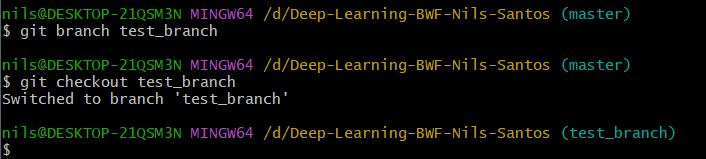 nils@DESKTOP-21QSM3N MINGW64 /d/Deep-Learning-BWF-Nils-Santos (master)
$ git branch test_branch
nils@DESKTOP-21QSM3N MINGW64 /d/Deep-Learning-BWF-Nils-Santos (master)
$ git checkout test_branch
Switched to branch 'test_branch'
nils@DESKTOP-21QSM3N MINGW64 /d/Deep-Learning-BWF-Nils-Santos (test_branch)
$